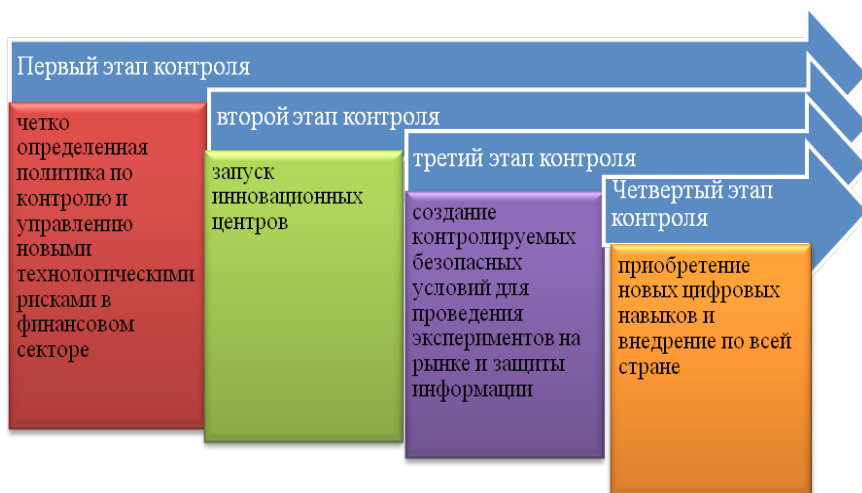 Первый этап контроля
четко
определенная
политика по
контролю и
управлению
новыми
технологическими
рисками в
финансовом
секторе
второй этап контроля
запуск
инновационных
центров
третий этап контроля
создание
контролируемых
безопасных
условий для
проведения
экспериментов на
рынке и защиты
информации
Четвертый этап
контроля
приобретение
новых цифровых
навыков и
внедрение по всей
стране